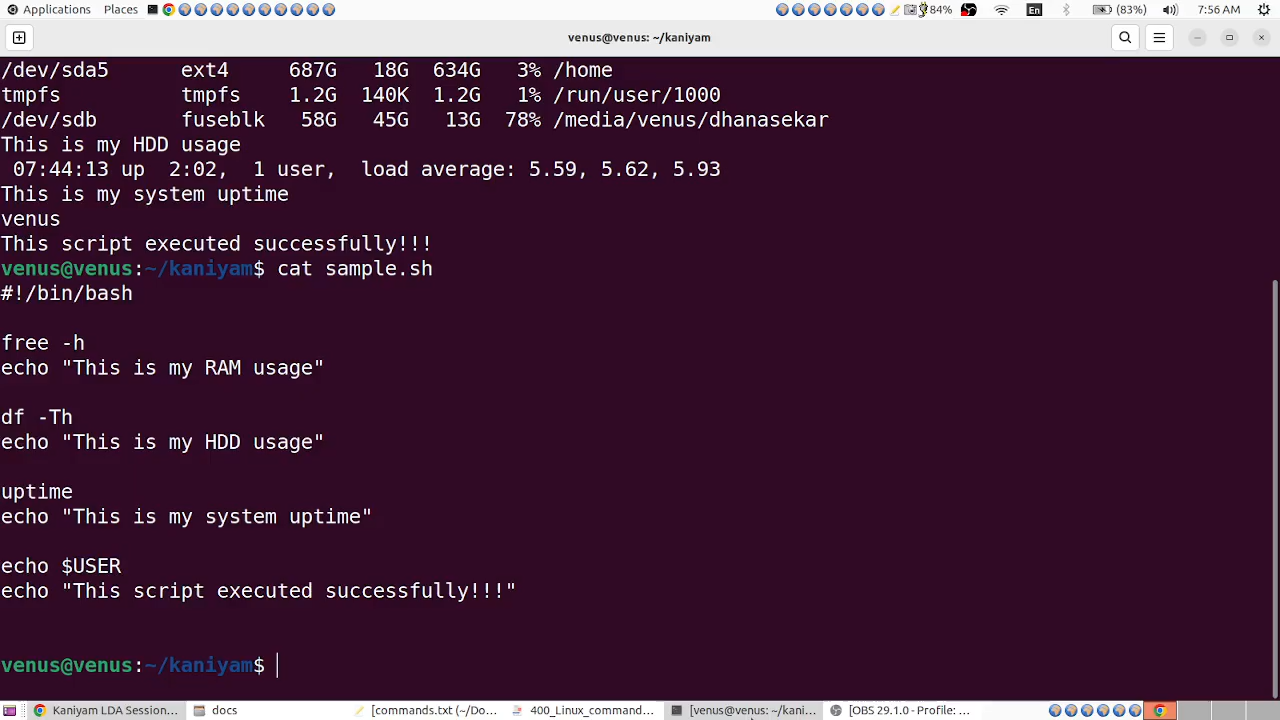 Applications Places 84% En (83%) 7:56 AM
venus@venus: ~/kaniyam
/dev/sda5 ext4 687G 18G 634G 3% /home
tmpfs tmpfs 1.2G 140K 1.2G 1% /run/user/1000
/dev/sdb fuseblk 58G 45G 13G 78% /media/venus/dhanasekar
This is my HDD usage
07:44:13 up 2:02, 1 user, load average: 5.59, 5.62, 5.93
This is my system uptime
venus
This script executed successfully!!!
venus@venus:~/kaniyam$ cat sample.sh
#!/bin/bash
free -h
echo "This is my RAM usage"
df -Th
echo "This is my HDD usage"
uptime
echo "This is my system uptime"
echo $USER
echo "This script executed successfully!!!"
venus@venus:~/kaniyam$
Kaniyam LDA Session... docs [commands.txt (~/Do... 400_Linux_command... [venus@venus: ~/kani... [OBS 29.1.0 - Profile: ...